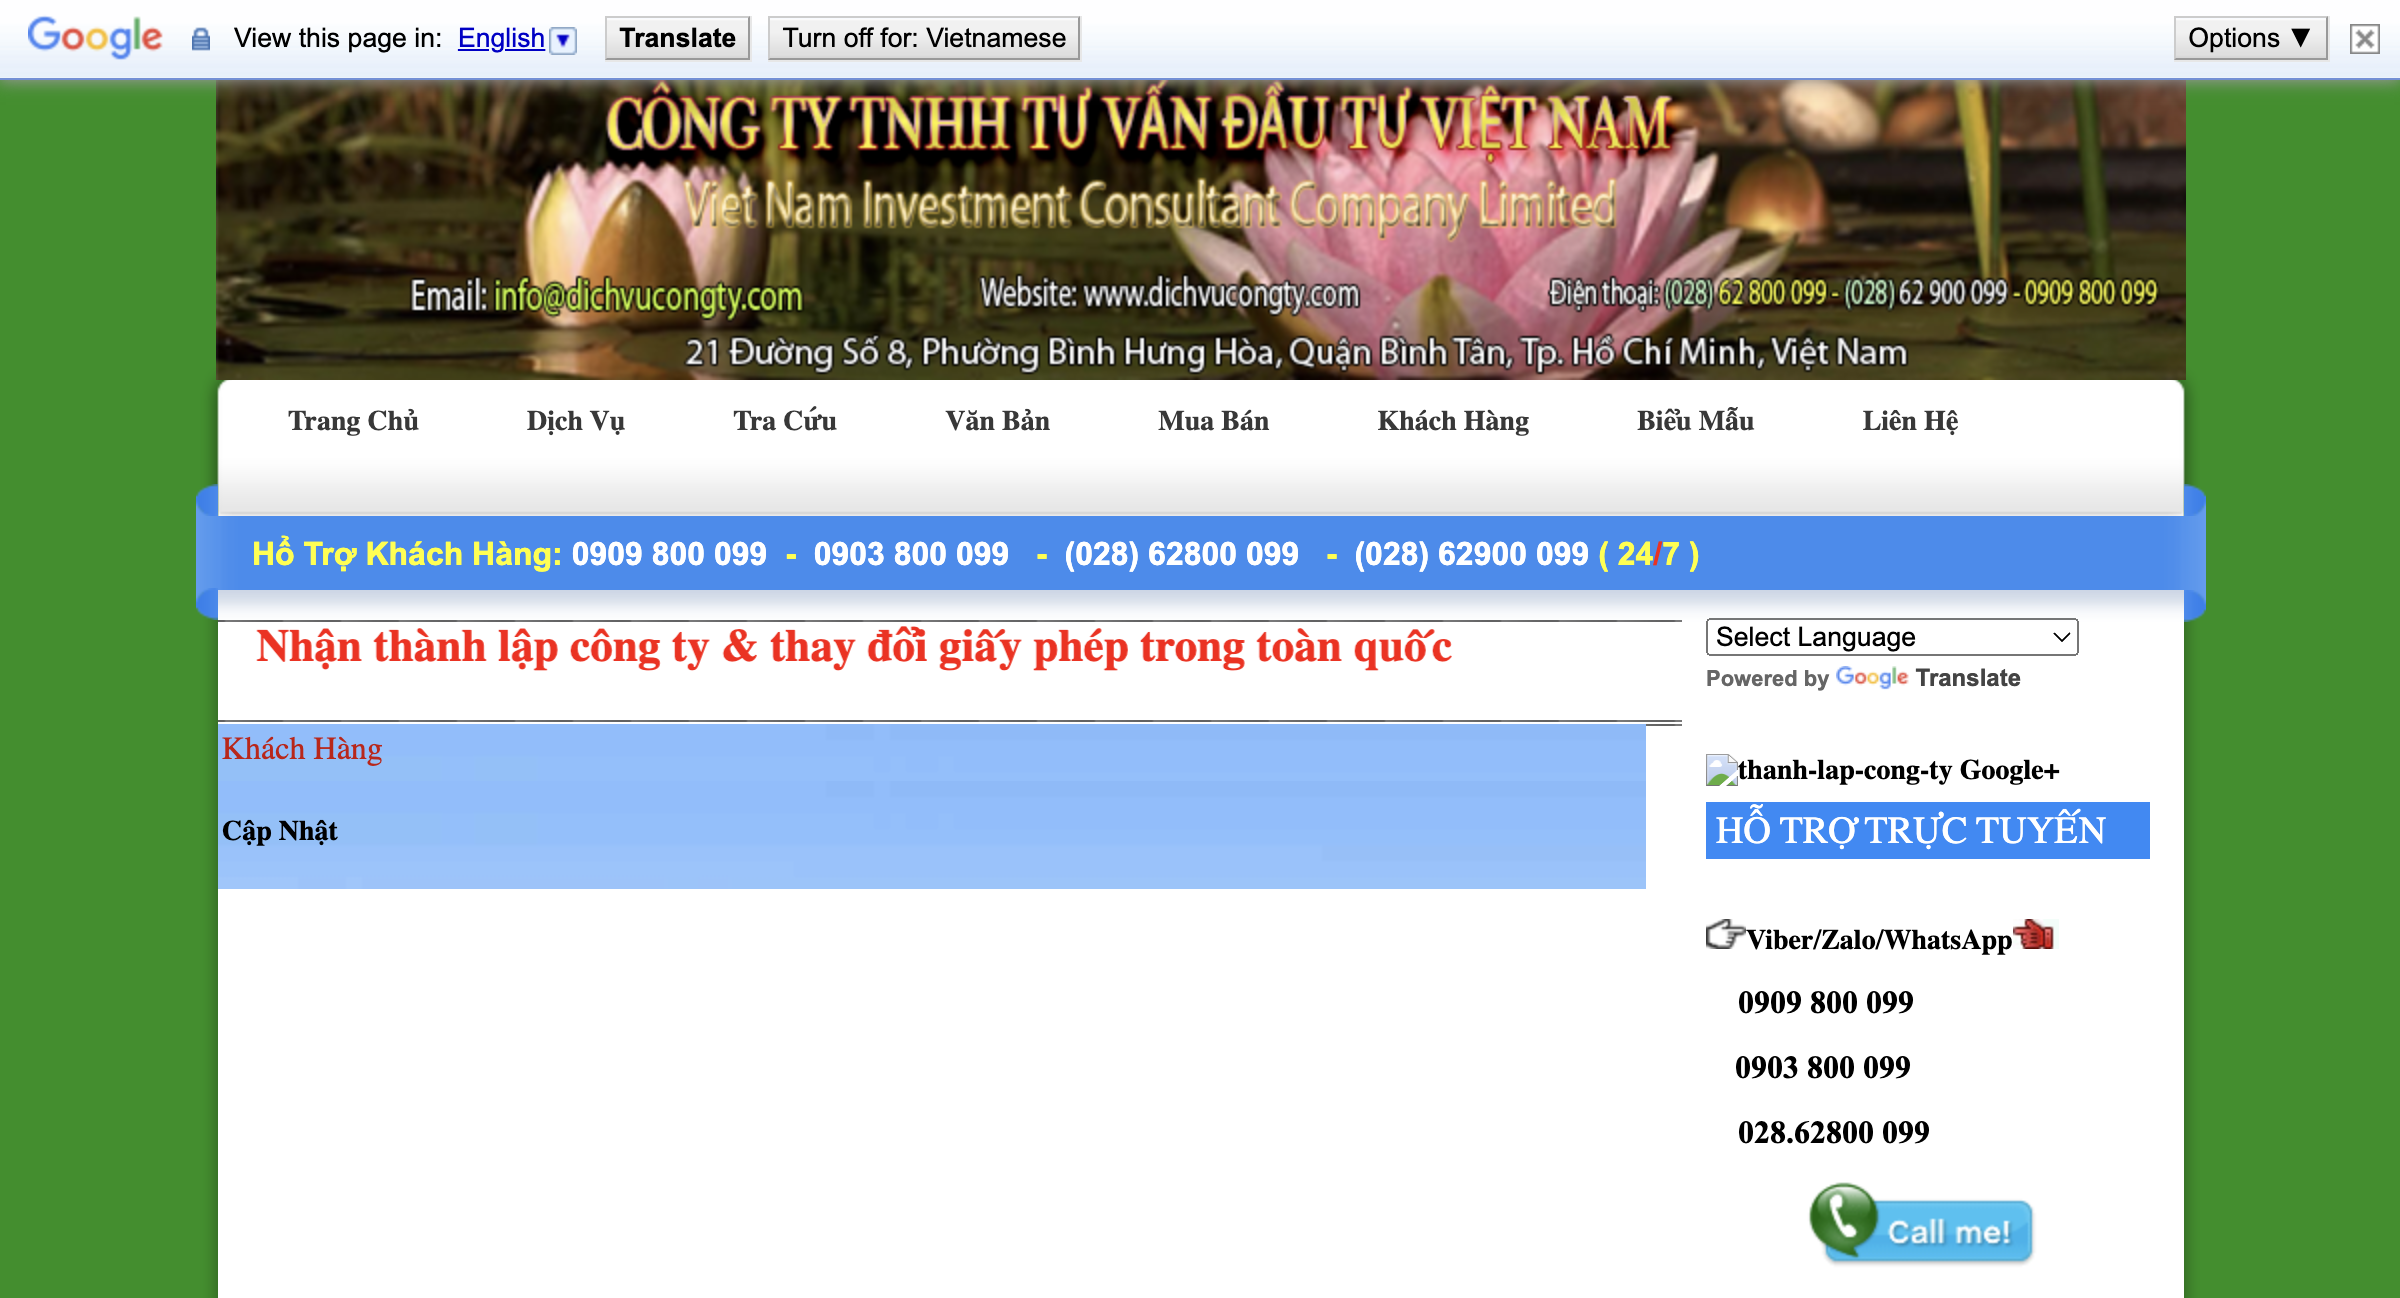 Google View this page in: English ▼ Translate Turn off for: Vietnamese Options ▼
CÔNG TY TNHH TƯ VẤN ĐẦU TƯ VIỆT NAM
Viet Nam Investment Consultant Company Limited
Email: info@dichvucongty.com Website: www.dichvucongty.com Điện thoại: (028) 62 800 099 - (028) 62 900 099 - 0909 800 099
21 Đường Số 8, Phường Bình Hưng Hòa, Quận Bình Tân, Tp. Hồ Chí Minh, Việt Nam
Trang Chủ Dịch Vụ Tra Cứu Văn Bản Mua Bán Khách Hàng Biểu Mẫu Liên Hệ
Hổ Trợ Khách Hàng: 0909 800 099 - 0903 800 099 - (028) 62800 099 - (028) 62900 099 ( 24/7 )
Nhận thành lập công ty & thay đổi giấy phép trong toàn quốc
Khách Hàng
Cập Nhật
Select Language
Powered by Google Translate
thanh-lap-cong-ty Google+
HỖ TRỢ TRỰC TUYẾN
Viber/Zalo/WhatsApp
0909 800 099
0903 800 099
028.62800 099
Call me!